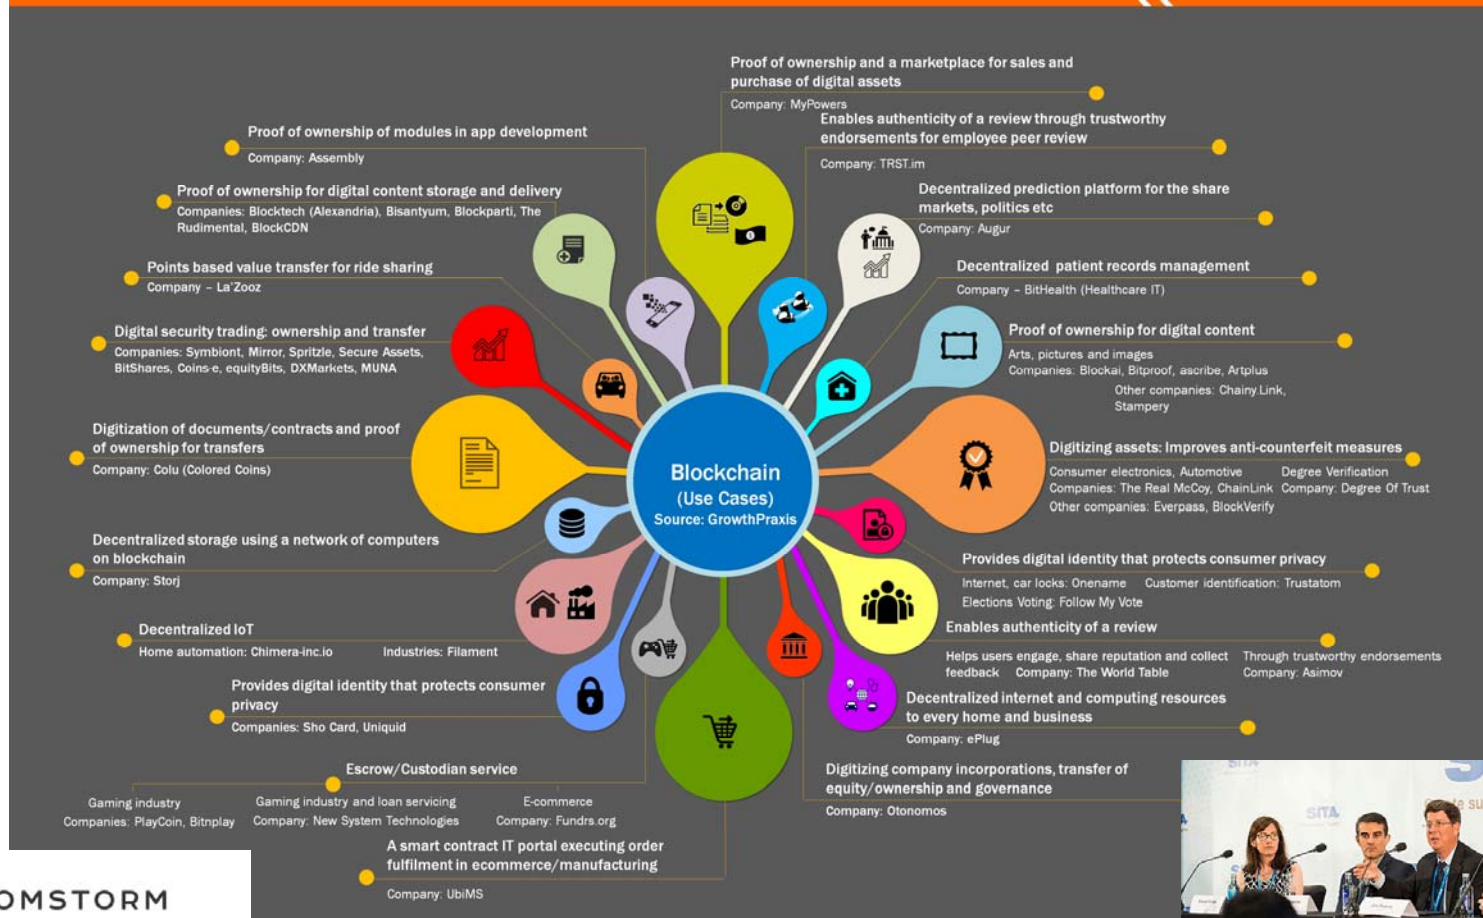 Proof of ownership and a marketplace for sales and
purchase of digital assets
Company: MyPowers
Enables authenticity of a review through trustworthy
endorsements for employee peer review
Company: TRST.im
Decentralized prediction platform for the share
markets, politics etc
Company: Augur
Decentralized patient records management
Company – BitHealth (Healthcare IT)
Proof of ownership for digital content
Arts, pictures and images
Companies: Blockai, Bitproof, ascribe, Artplus
Other companies: Chainy.Link,
Stampery
Digitizing assets: Improves anti-counterfeit measures
Consumer electronics, Automotive
Companies: The Real McCoy, ChainLink
Degree Verification
Company: Degree Of Trust
Other companies: Everpass, BlockVerify
Provides digital identity that protects consumer privacy
Internet, car locks: Onename
Customer identification: Trustatom
Elections Voting: Follow My Vote
Enables authenticity of a review
Helps users engage, share reputation and collect
feedback Company: The World Table
Through trustworthy endorsements
Company: Asimov
Decentralized internet and computing resources
to every home and business
Company: ePlug
Digitizing company incorporations, transfer of
equity/ownership and governance
Company: Otonomos
Proof of ownership of modules in app development
Company: Assembly
Proof of ownership for digital content storage and delivery
Companies: Blocktech (Alexandria), Bisantyum, Blockparti, The
Rudimental, BlockCDN
Points based value transfer for ride sharing
Company – La'Zooz
Digital security trading: ownership and transfer
Companies: Symbiont, Mirror, Spritzle, Secure Assets,
BitShares, Coins-e, equityBits, DXMarkets, MUNA
Digitization of documents/contracts and proof
of ownership for transfers
Company: Colu (Colored Coins)
Decentralized storage using a network of computers
on blockchain
Company: Storj
Decentralized IoT
Home automation: Chimera-inc.io
Industries: Filament
Provides digital identity that protects consumer
privacy
Companies: Sho Card, Uniquid
Escrow/Custodian service
Gaming industry
Companies: PlayCoin, Bitnplay
Gaming industry and loan servicing
Company: New System Technologies
E-commerce
Company: Fundrs.org
A smart contract IT portal executing order
fulfilment in ecommerce/manufacturing
Company: UbiMS
Blockchain
(Use Cases)
Source: GrowthPraxis
OMSTORM
SITA
SITA